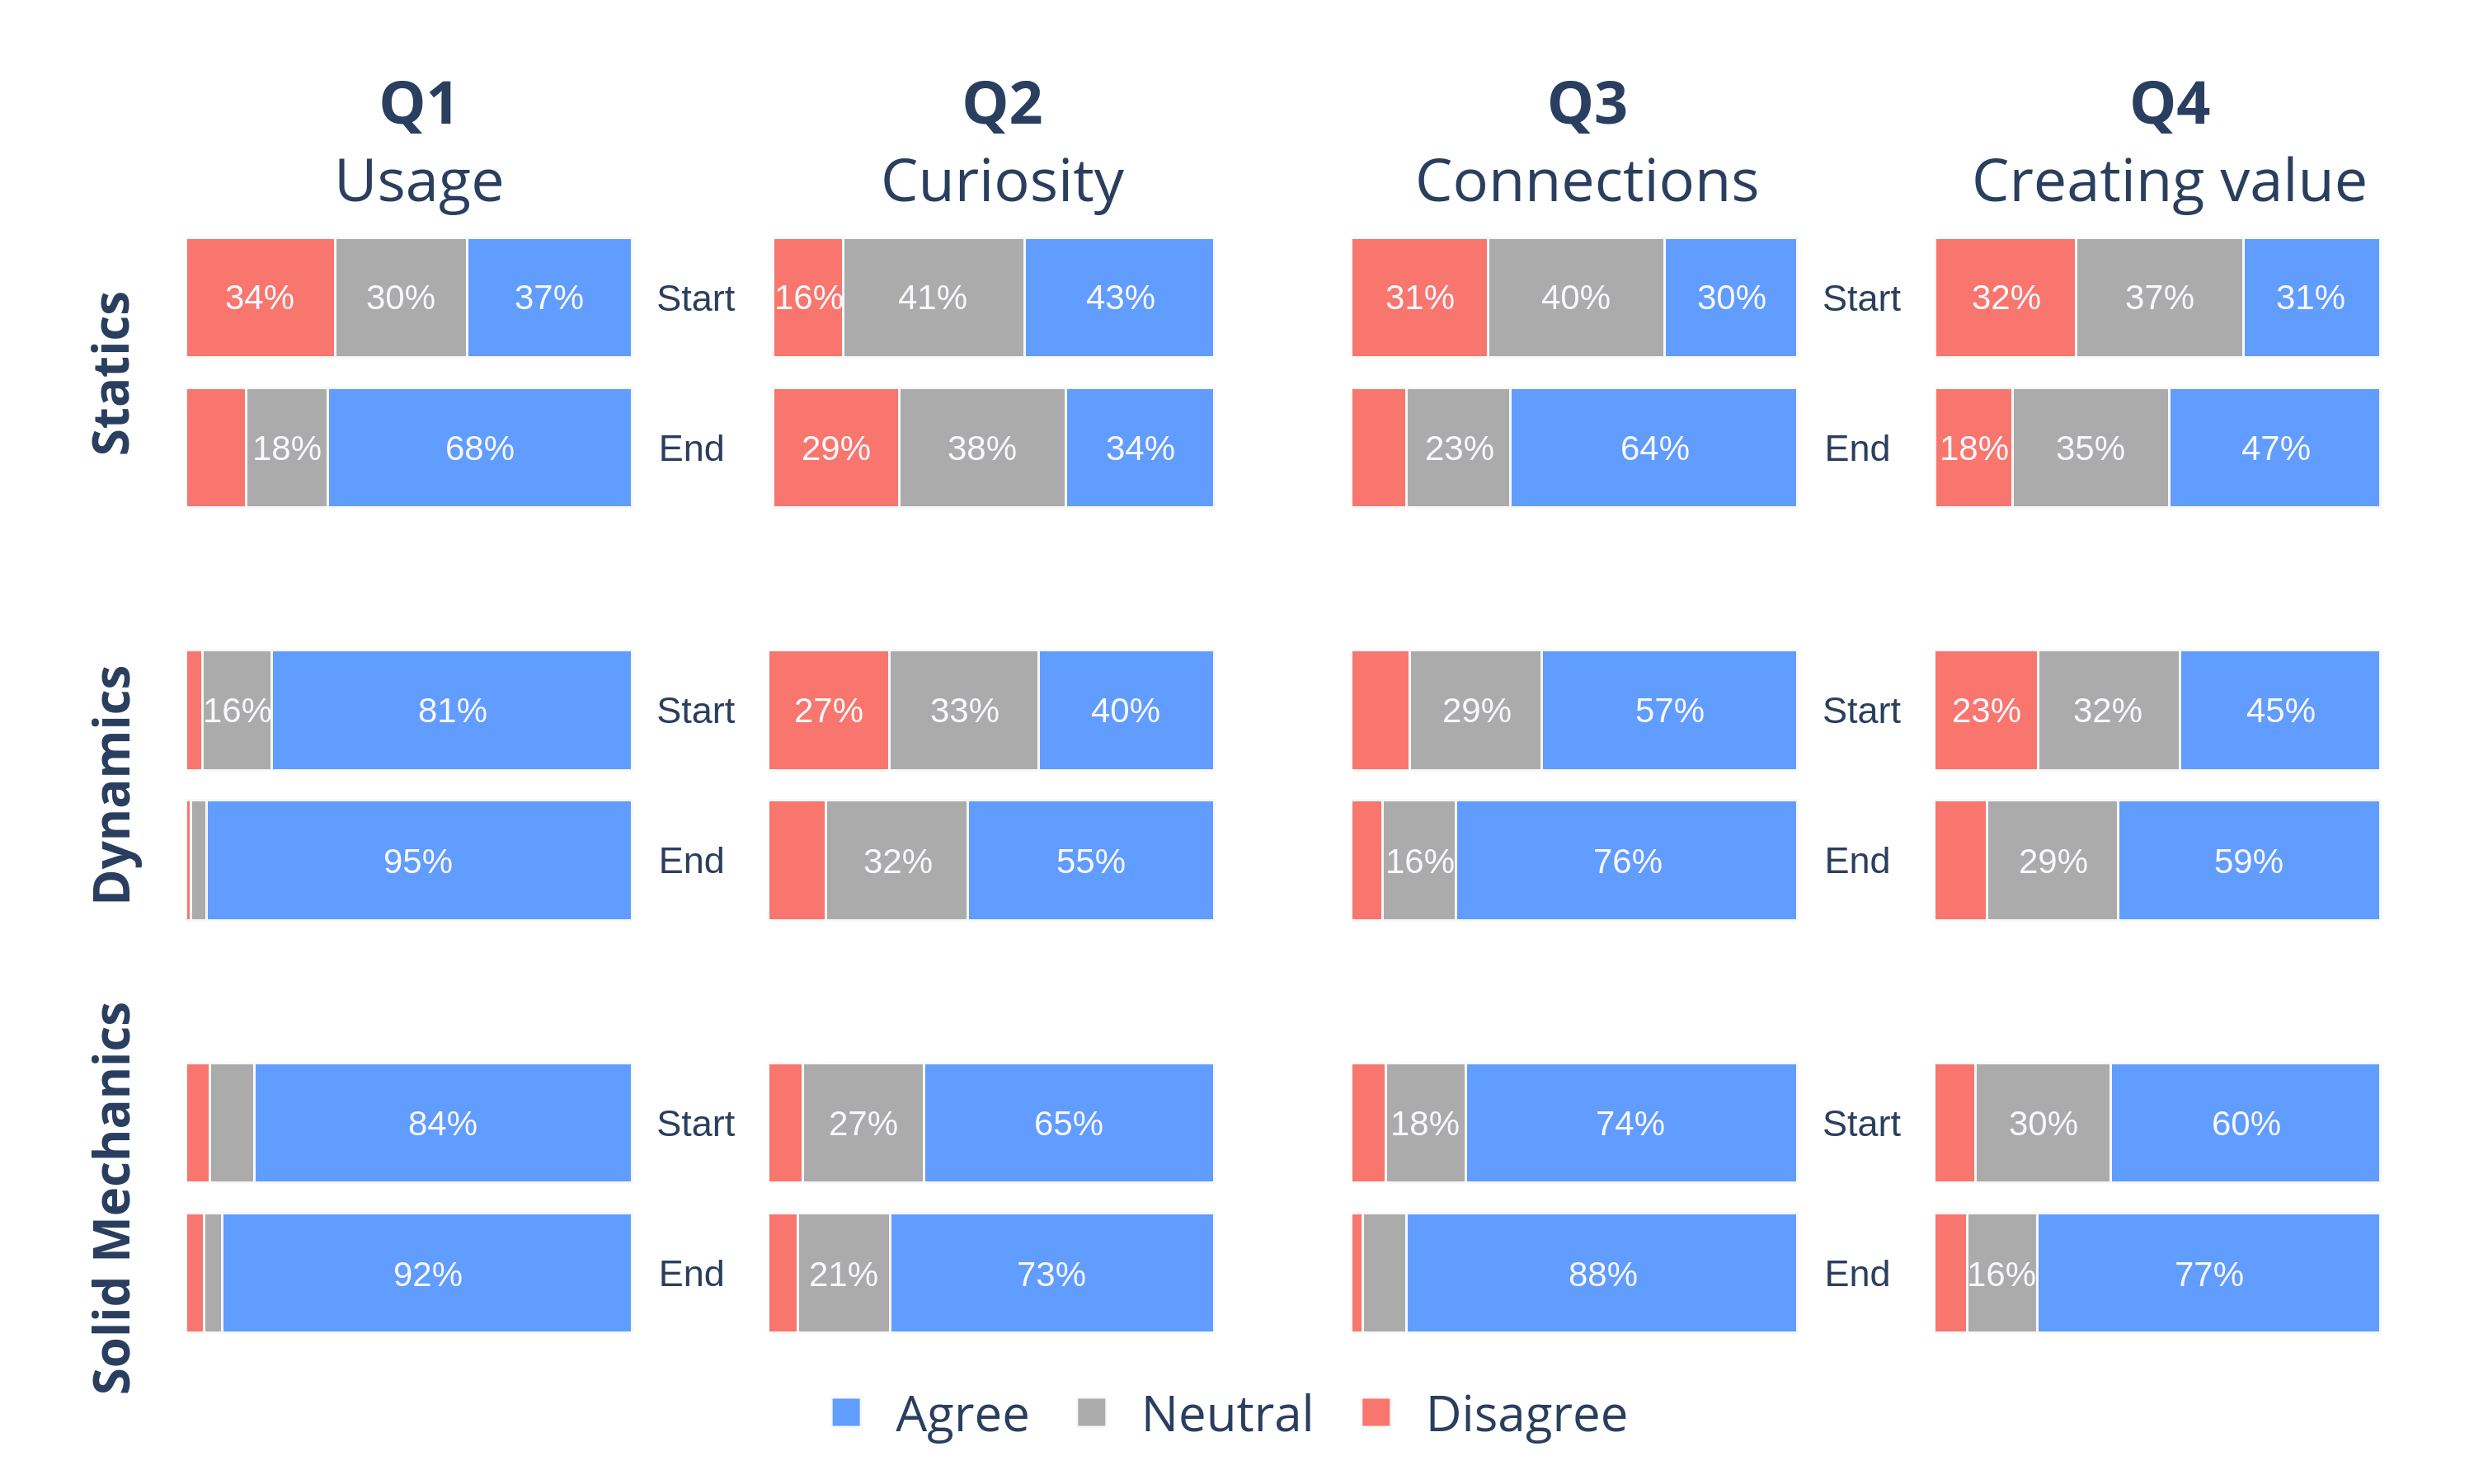 Q1 Q2 Q3 Q4
Usage Curiosity Connections Creating value
Statics
34% 30% 37% Start 16% 41% 43% 31% 40% 30% Start 32% 37% 31%
18% 68% End 29% 38% 34% 23% 64% End 18% 35% 47%
Dynamics
16% 81% Start 27% 33% 40% 29% 57% Start 23% 32% 45%
95% End 32% 55% 16% 76% End 29% 59%
Solid Mechanics
84% Start 27% 65% 18% 74% Start 30% 60%
92% End 21% 73% 88% End 16% 77%
Agree Neutral Disagree